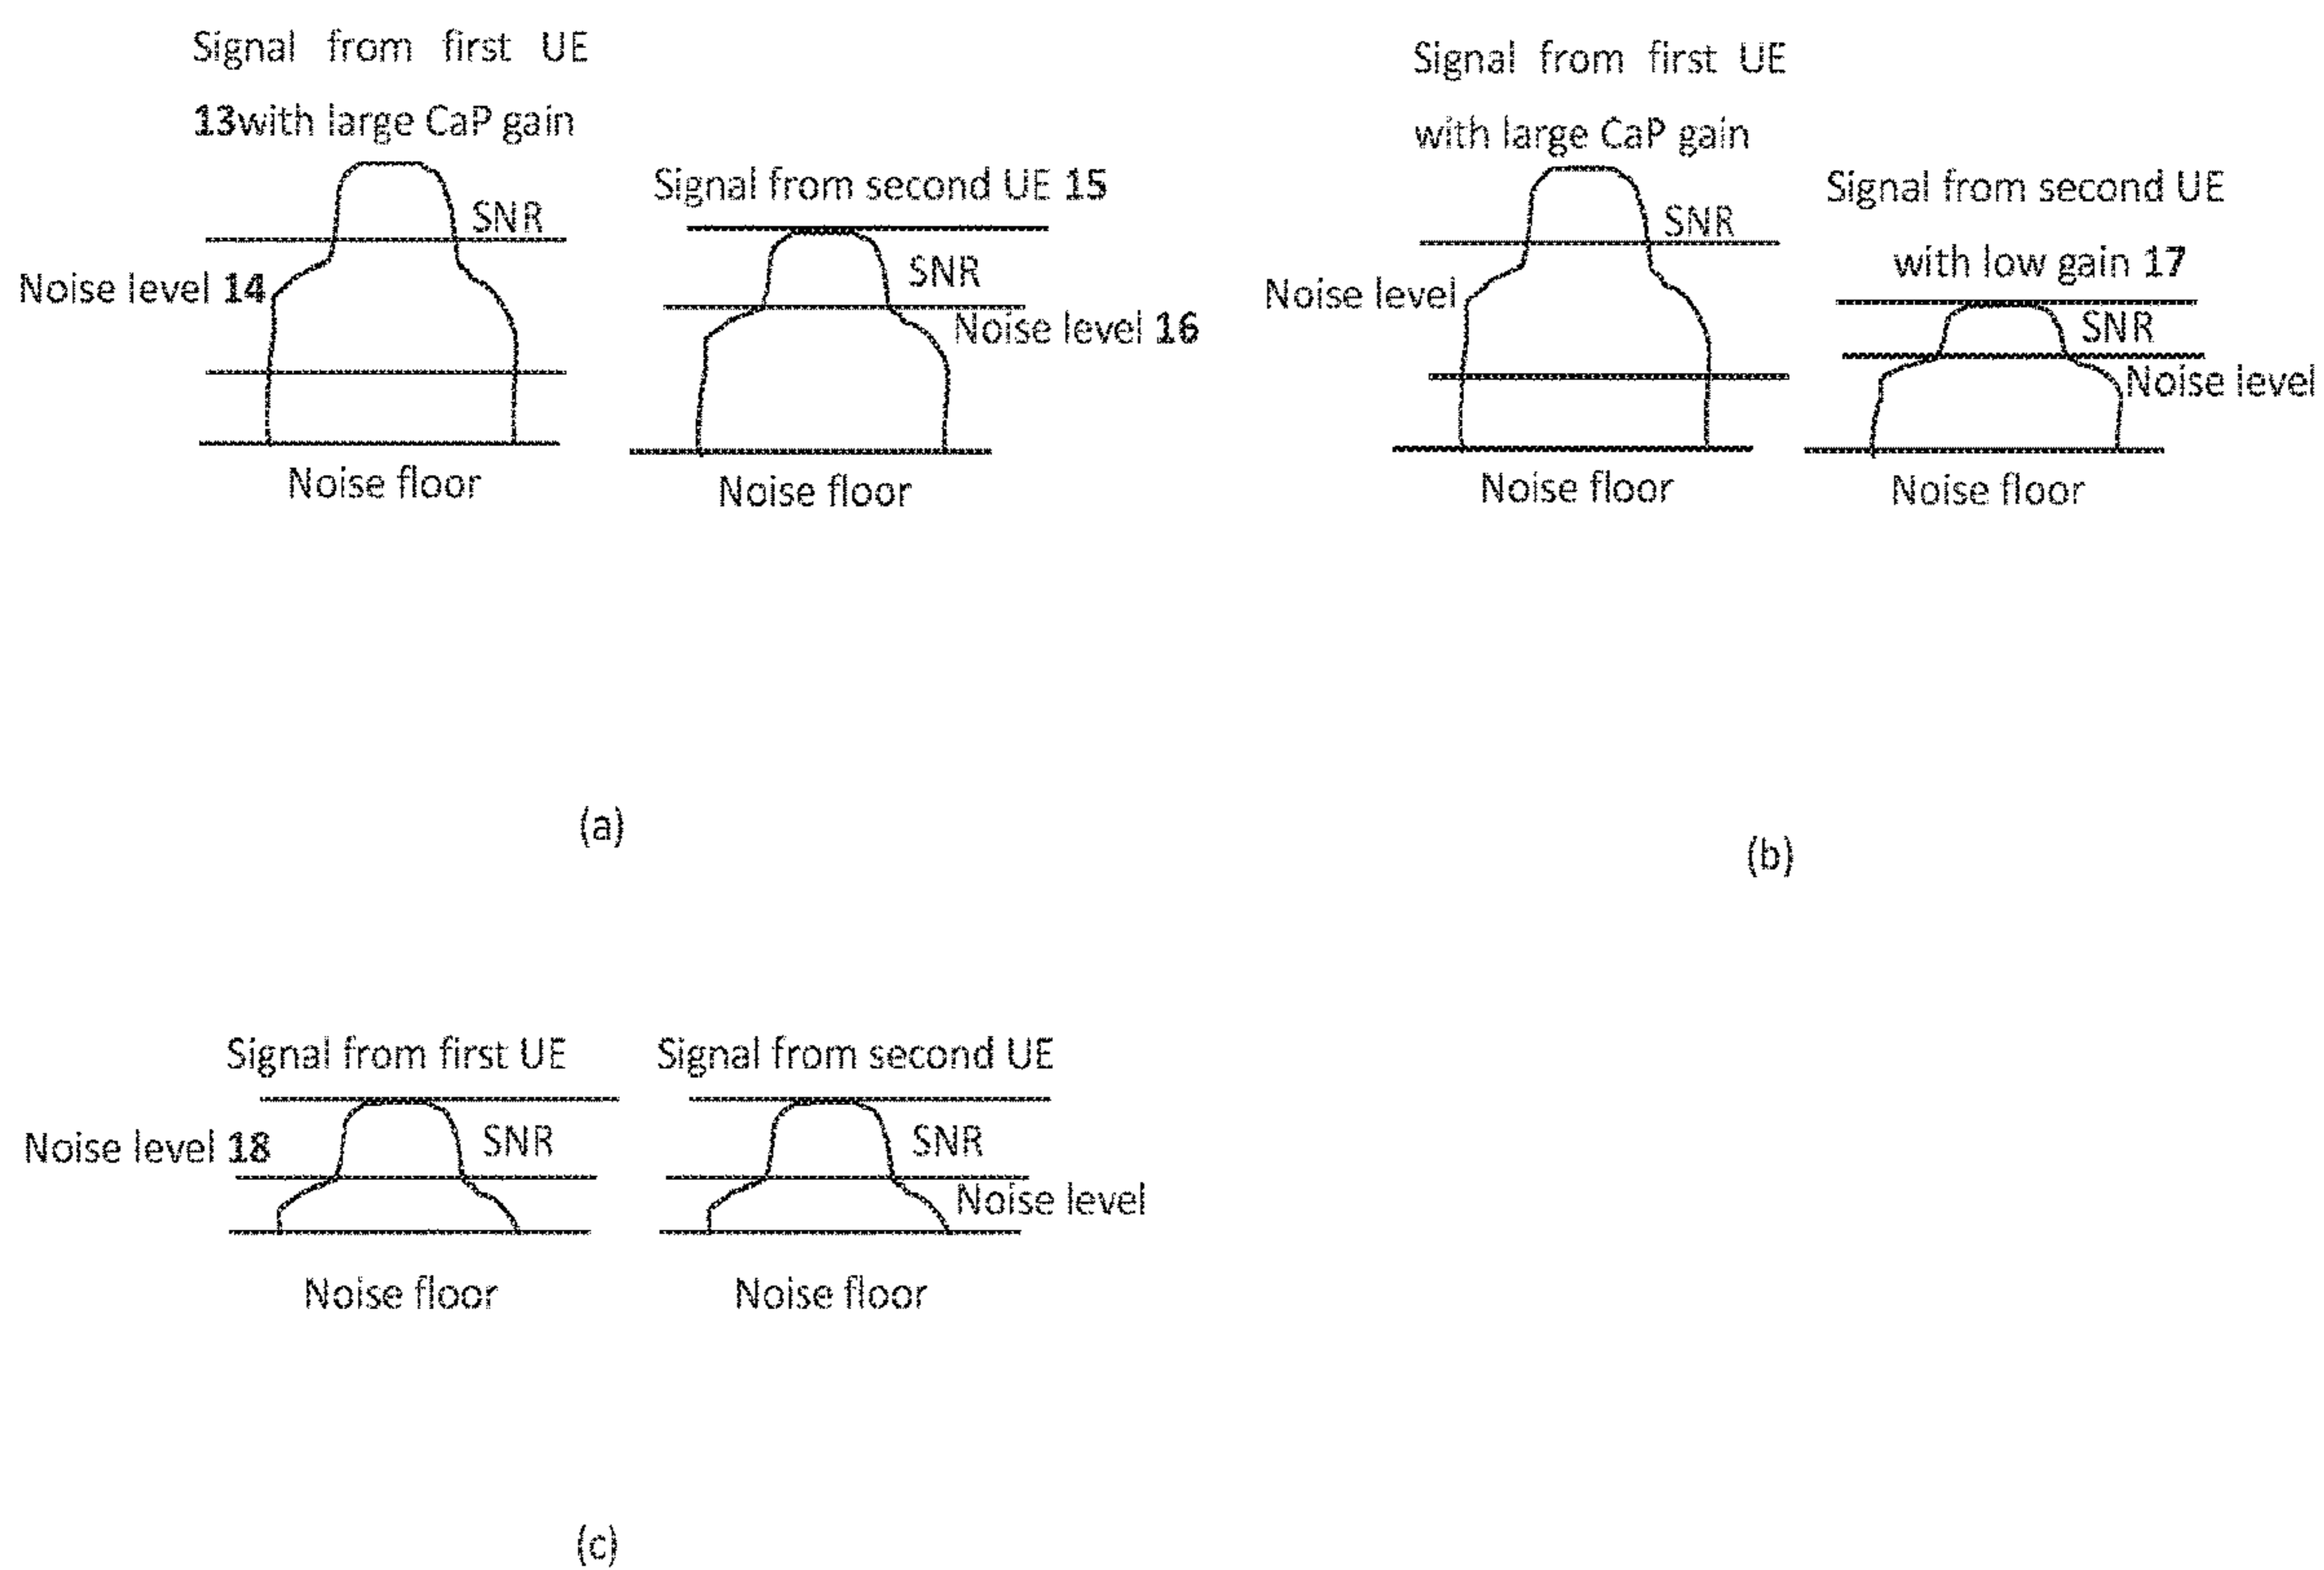 Signal from first UE
13with large CaP gain
SNR
Noise level 14
Noise floor
Signal from second UE 15
SNR
Noise level 16
Noise floor
(a)
Signal from first UE
with large CaP gain
SNR
Noise level
Noise floor
Signal from second UE
with low gain 17
SNR
Noise level
Noise floor
(b)
Signal from first UE
Noise level 18
SNR
Noise floor
Signal from second UE
SNR
Noise level
Noise floor
(c)